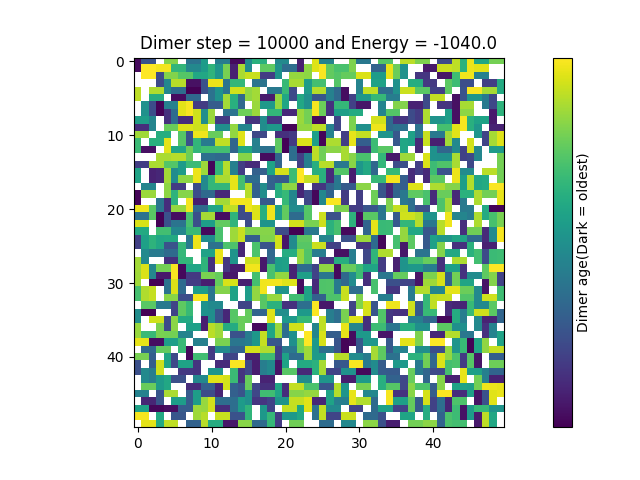 Dimer step = 10000 and Energy = -1040.0
0
10
20
30
40
0 10 20 30 40
Dimer age(Dark = oldest)